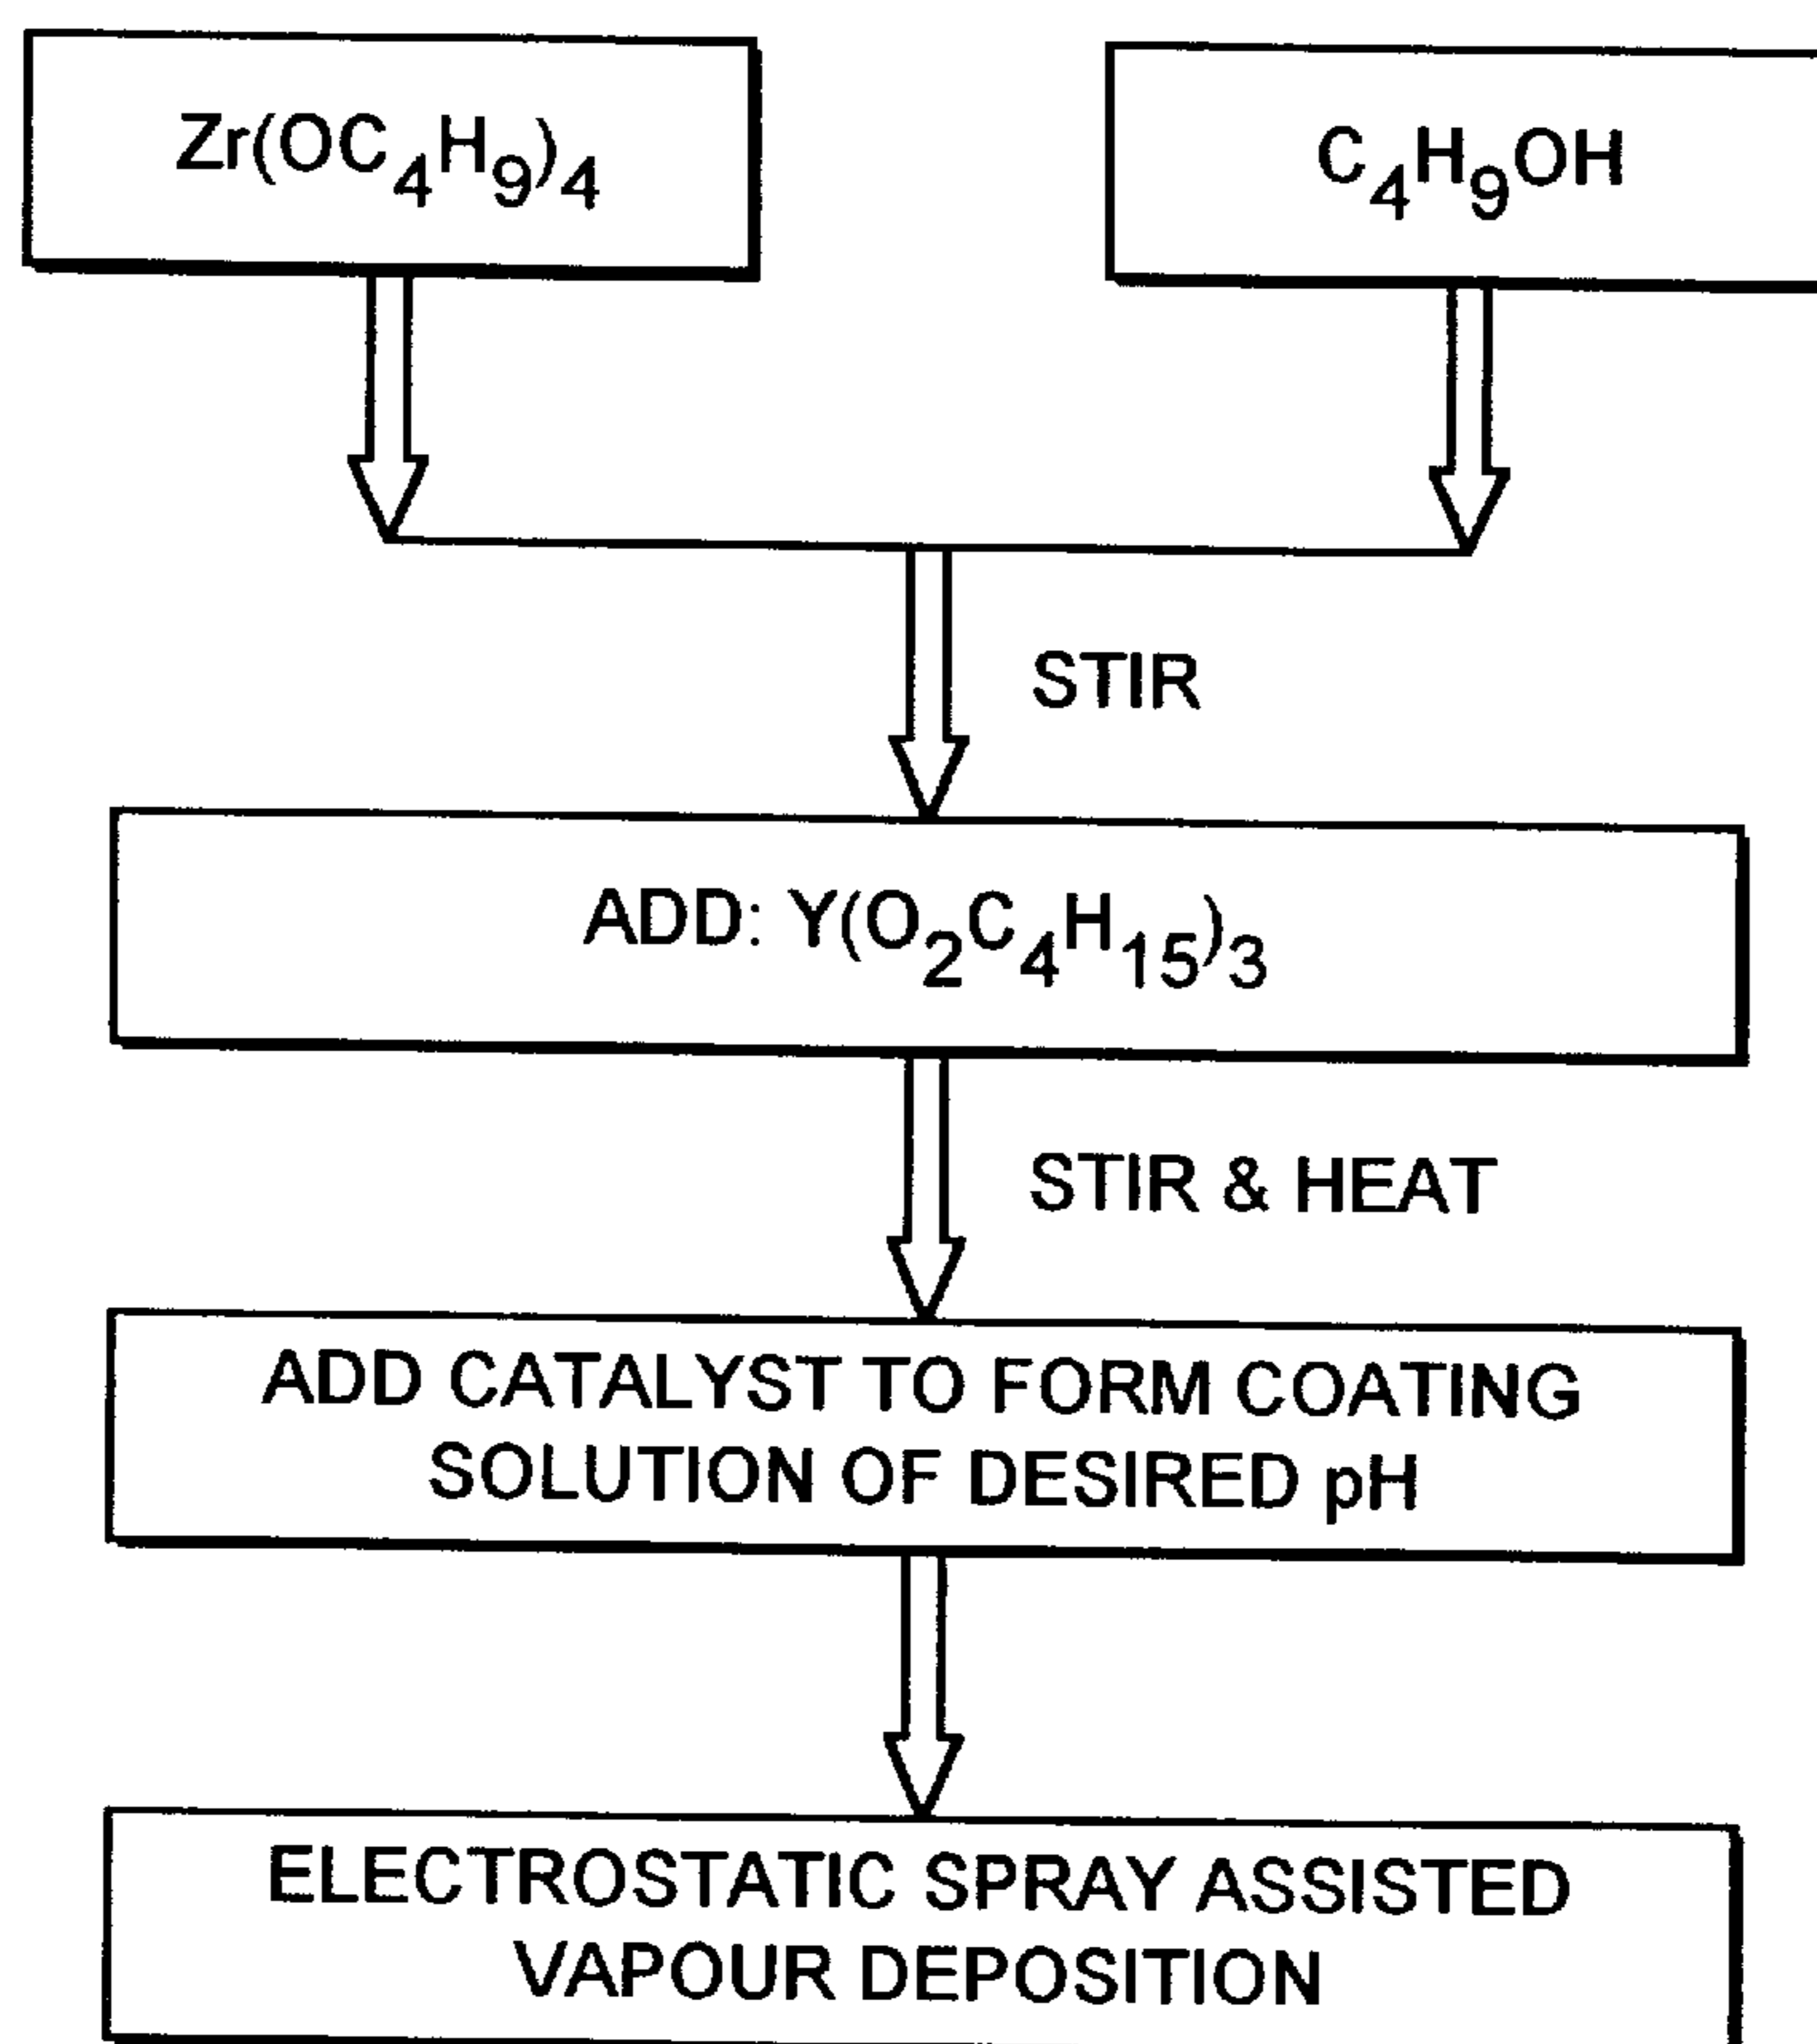 Zr(OC₄H₉)₄
C₄H₉OH
STIR
ADD: Y(O₂C₄H₁₅)₃
STIR & HEAT
ADD CATALYST TO FORM COATING
SOLUTION OF DESIRED pH
ELECTROSTATIC SPRAY ASSISTED
VAPOUR DEPOSITION